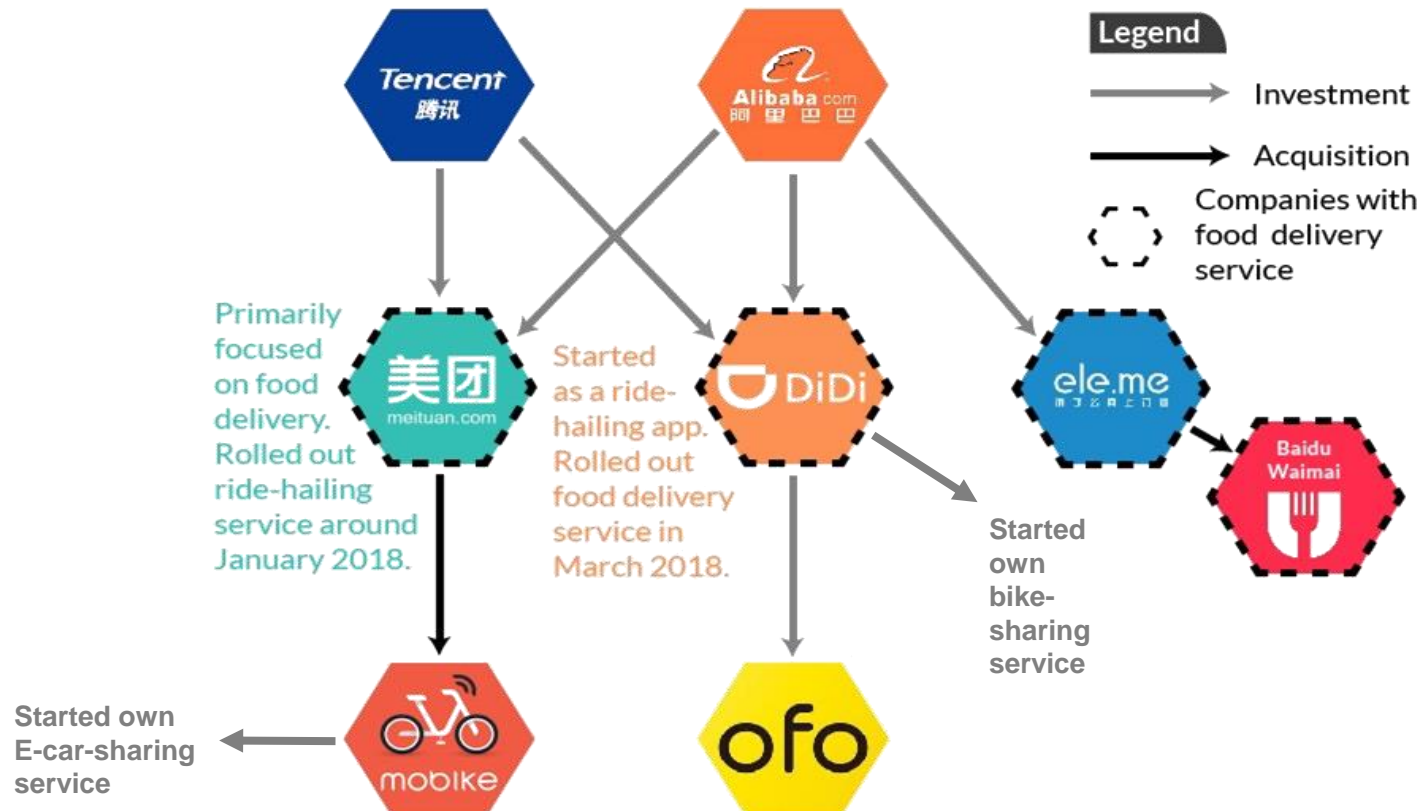 Tencent
腾讯
Alibaba.com
阿里巴巴
Legend
Investment
Acquisition
Companies with
food delivery
service
Primarily
focused
on food
delivery.
Rolled out
ride-hailing
service around
January 2018.
美团
meituan.com
Started
as a ride-
hailing app.
Rolled out
food delivery
service in
March 2018.
DiDi
ele.me
Baidu
Waimai
Started
own
bike-
sharing
service
Started own
E-car-sharing
service
mobike
ofo